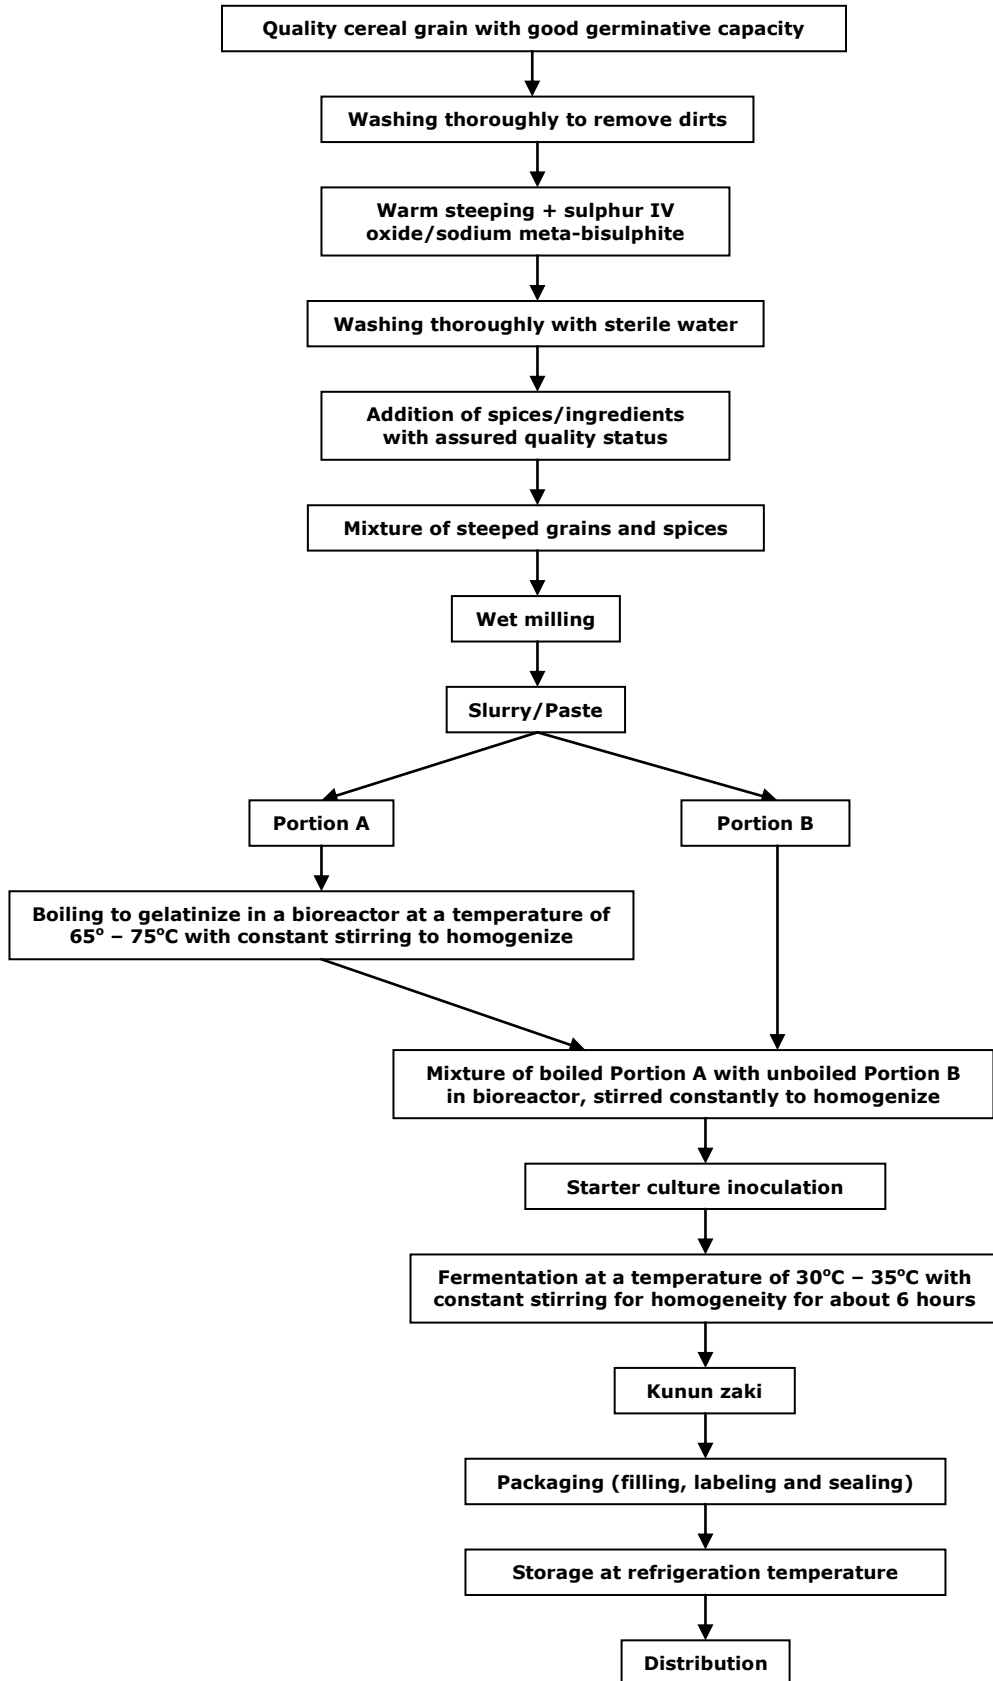 Quality cereal grain with good germinative capacity
Washing thoroughly to remove dirts
Warm steeping + sulphur IV
oxide/sodium meta-bisulphite
Washing thoroughly with sterile water
Addition of spices/ingredients
with assured quality status
Mixture of steeped grains and spices
Wet milling
Slurry/Paste
Portion A
Portion B
Boiling to gelatinize in a bioreactor at a temperature of
65° – 75°C with constant stirring to homogenize
Mixture of boiled Portion A with unboiled Portion B
in bioreactor, stirred constantly to homogenize
Starter culture inoculation
Fermentation at a temperature of 30°C – 35°C with
constant stirring for homogeneity for about 6 hours
Kunun zaki
Packaging (filling, labeling and sealing)
Storage at refrigeration temperature
Distribution